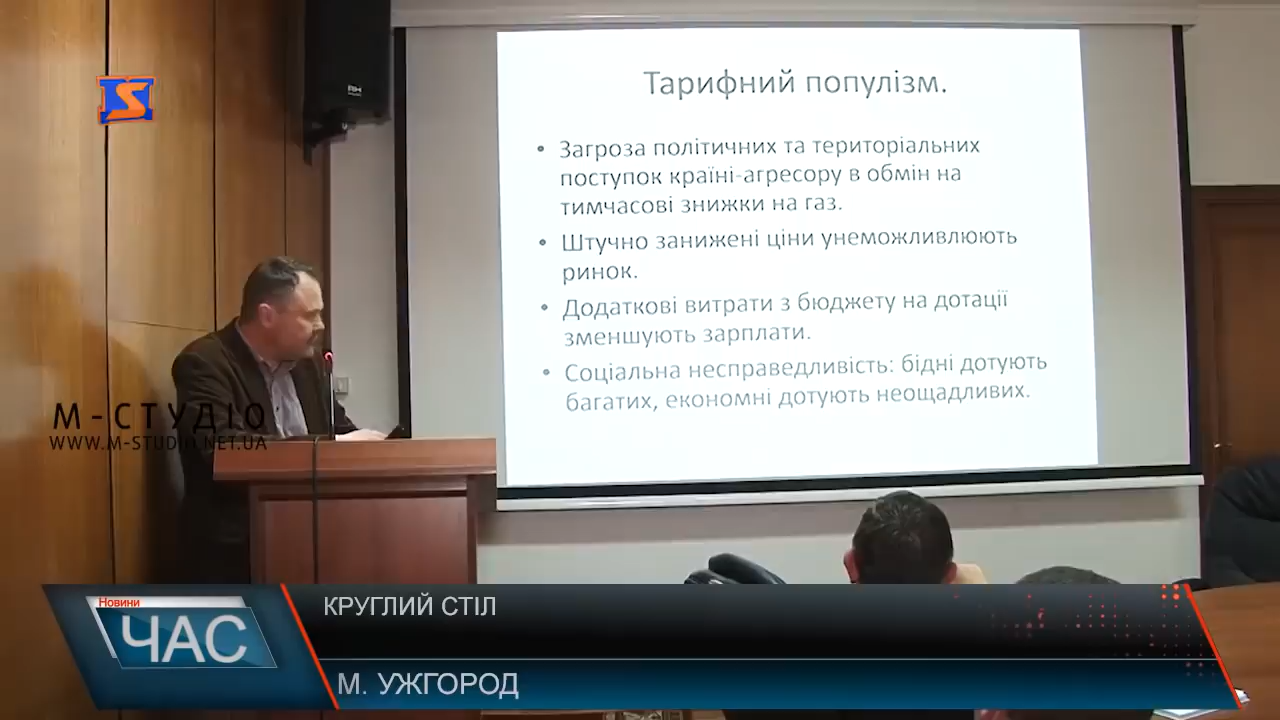 Тарифний популізм.
• Загроза політичних та територіальних
поступок країні-агресору в обмін на
тимчасові знижки на газ.
• Штучно занижені ціни унеможливлюють
ринок.
• Додаткові витрати з бюджету на дотації
зменшують зарплати.
• Соціальна несправедливість: бідні дотують
багатих, економні дотують неощадливих.
М-СТУДІО
WWW.M-STUDIO.NET.UA
Новини
ЧАС
КРУГЛИЙ СТІЛ
М. УЖГОРОД